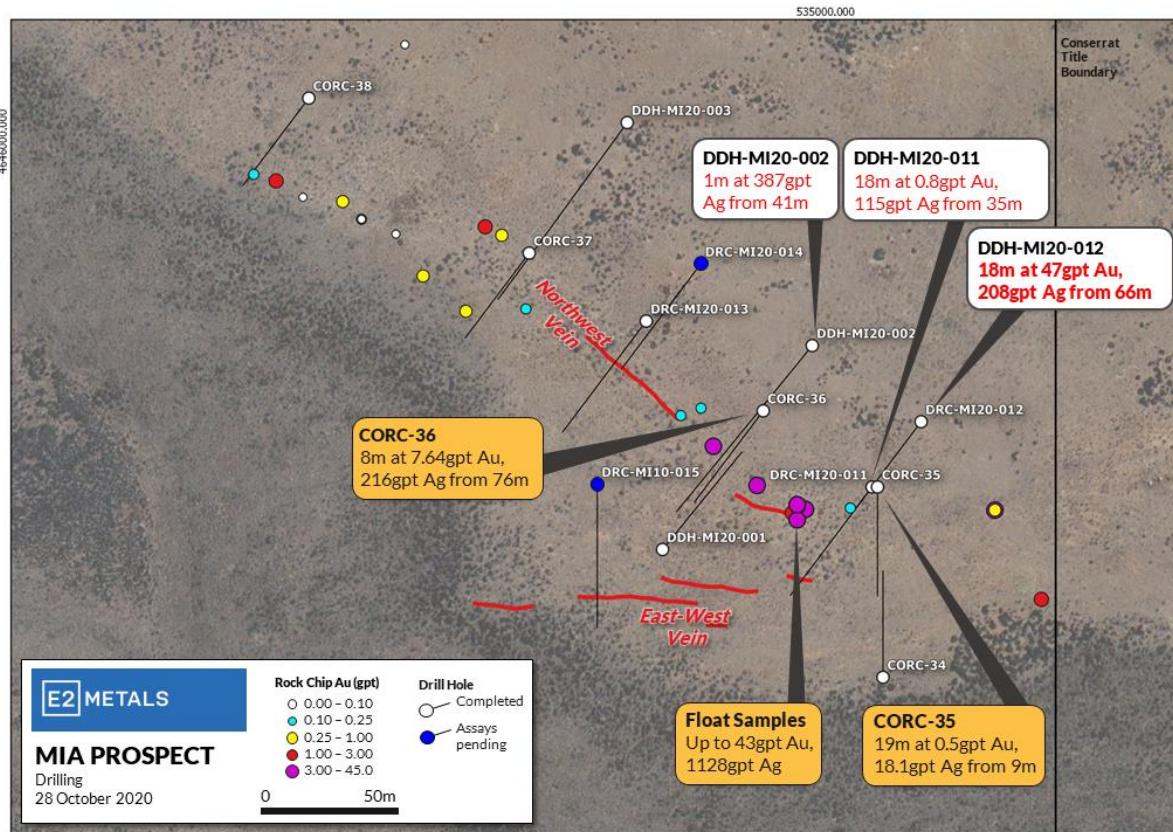 535000.000
4646000.000
Conserrat
Title
Boundary
CORC-38
DDH-MI20-003
DDH-MI20-002
1m at 387gpt
Ag from 41m
DDH-MI20-011
18m at 0.8gpt Au,
115gpt Ag from 35m
DDH-MI20-012
18m at 47gpt Au,
208gpt Ag from 66m
CORC-37
DRC-MI20-014
Northwest
Vein
DRC-MI20-013
DDH-MI20-002
CORC-36
DRC-MI20-012
CORC-36
8m at 7.64gpt Au,
216gpt Ag from 76m
DRC-MI10-015
DRC-MI20-011
CORC-35
DDH-MI20-001
East-West
Vein
CORC-34
E2 METALS
MIA PROSPECT
Drilling
28 October 2020
Rock Chip Au (gpt)
0.00 – 0.10
0.10 – 0.25
0.25 – 1.00
1.00 – 3.00
3.00 – 45.0
Drill Hole
Completed
Assays
pending
0 50m
Float Samples
Up to 43gpt Au,
1128gpt Ag
CORC-35
19m at 0.5gpt Au,
18.1gpt Ag from 9m